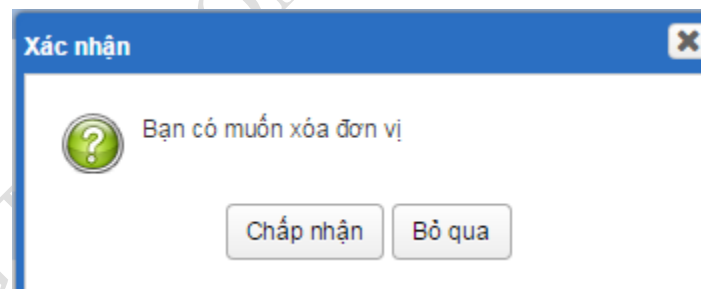 Xác nhận
Bạn có muốn xóa đơn vị
Chấp nhận Bỏ qua